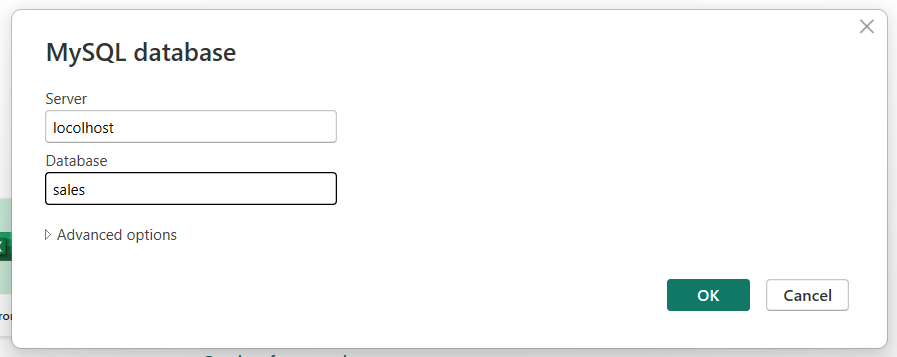 MySQL database
Server
locolhost
Database
sales
Advanced options
OK
Cancel